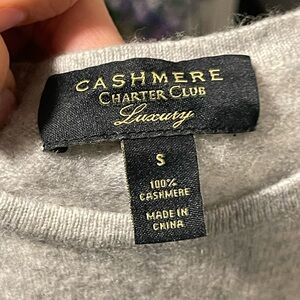 CASHMERE
CHARTER CLUB
Luxury
S
100%
CASHMERE
MADE IN
CHINA